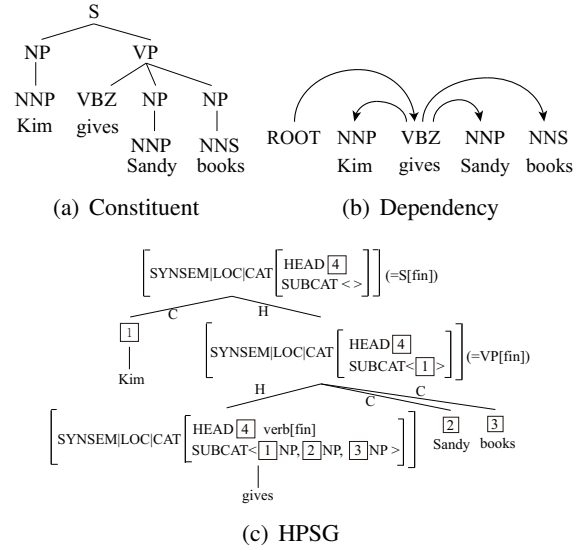 S
NP VP
NNP VBZ NP NP
Kim gives
NNP NNS
Sandy books
(a) Constituent
ROOT NNP VBZ NNP NNS
Kim gives Sandy books
(b) Dependency
SYNSEM|LOC|CAT HEAD 4 (=S[fin])
SUBCAT < >
C H
1
Kim
SYNSEM|LOC|CAT HEAD 4 (=VP[fin])
SUBCAT< 1 >
H C C
SYNSEM|LOC|CAT HEAD 4 verb[fin]
SUBCAT< 1 NP, 2 NP, 3 NP >
2 3
Sandy books
gives
(c) HPSG